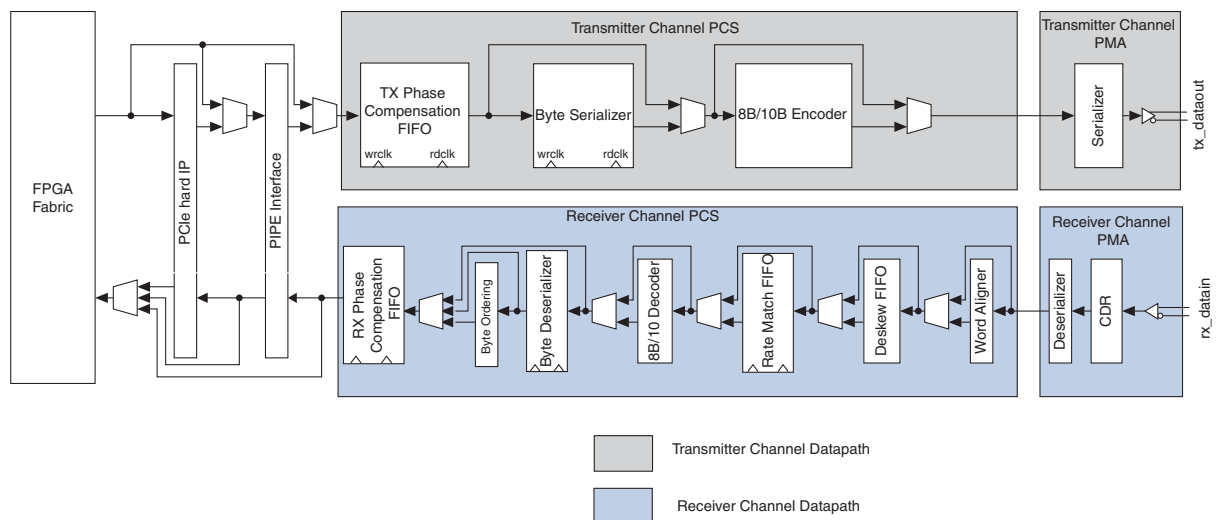 Transmitter Channel PCS
Transmitter Channel
PMA
FPGA
Fabric
PCIe hard IP
PIPE Interface
TX Phase
Compensation
FIFO
wrclk
rdclk
Byte Serializer
wrclk
rdclk
8B/10B Encoder
Serializer
tx_dataout
Receiver Channel PCS
Receiver Channel
PMA
RX Phase
Compensation
FIFO
Byte Ordering
Byte Deserializer
8B/10 Decoder
Rate Match FIFO
Deskew FIFO
Word Aligner
Deserializer
CDR
rx_datain
Transmitter Channel Datapath
Receiver Channel Datapath